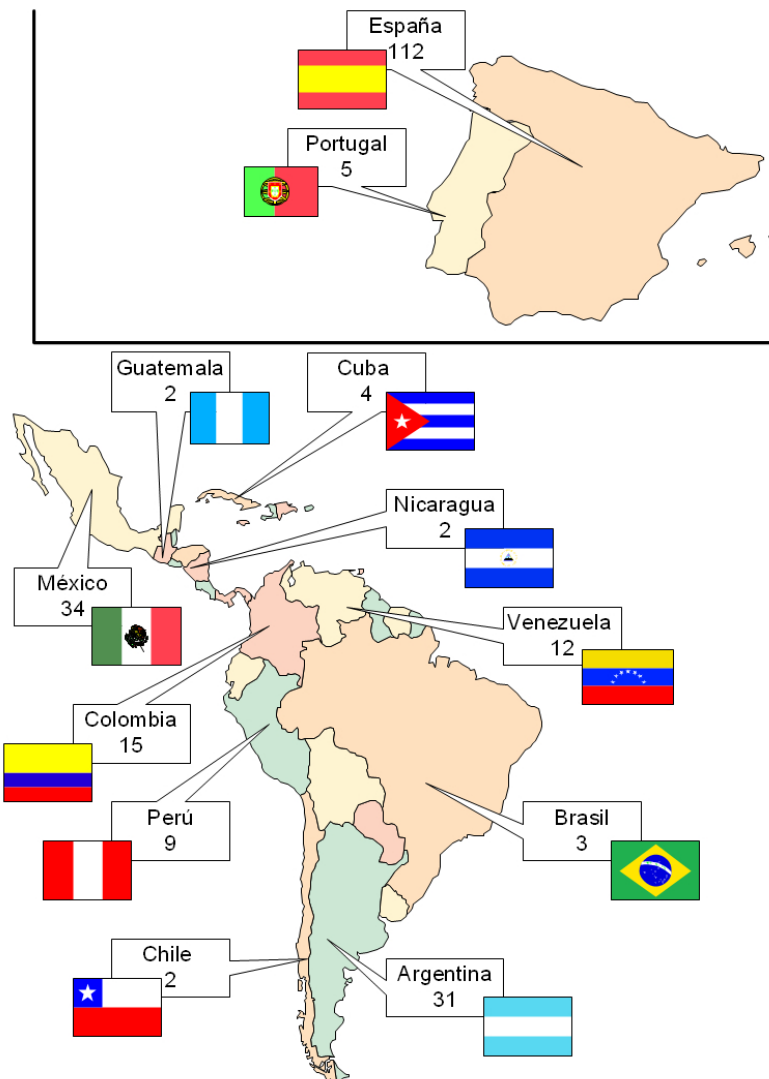 España
112
Portugal
5
Guatemala
2
Cuba
4
Nicaragua
2
México
34
Venezuela
12
Colombia
15
Perú
9
Brasil
3
Chile
2
Argentina
31